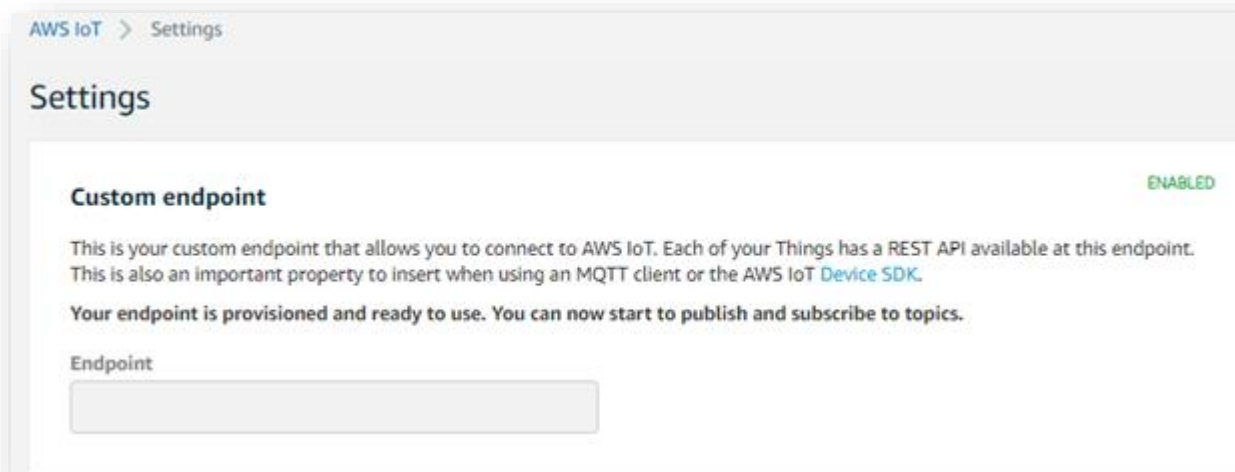 AWS IoT > Settings
Settings
Custom endpoint
ENABLED
This is your custom endpoint that allows you to connect to AWS IoT. Each of your Things has a REST API available at this endpoint.
This is also an important property to insert when using an MQTT client or the AWS IoT Device SDK.
Your endpoint is provisioned and ready to use. You can now start to publish and subscribe to topics.
Endpoint